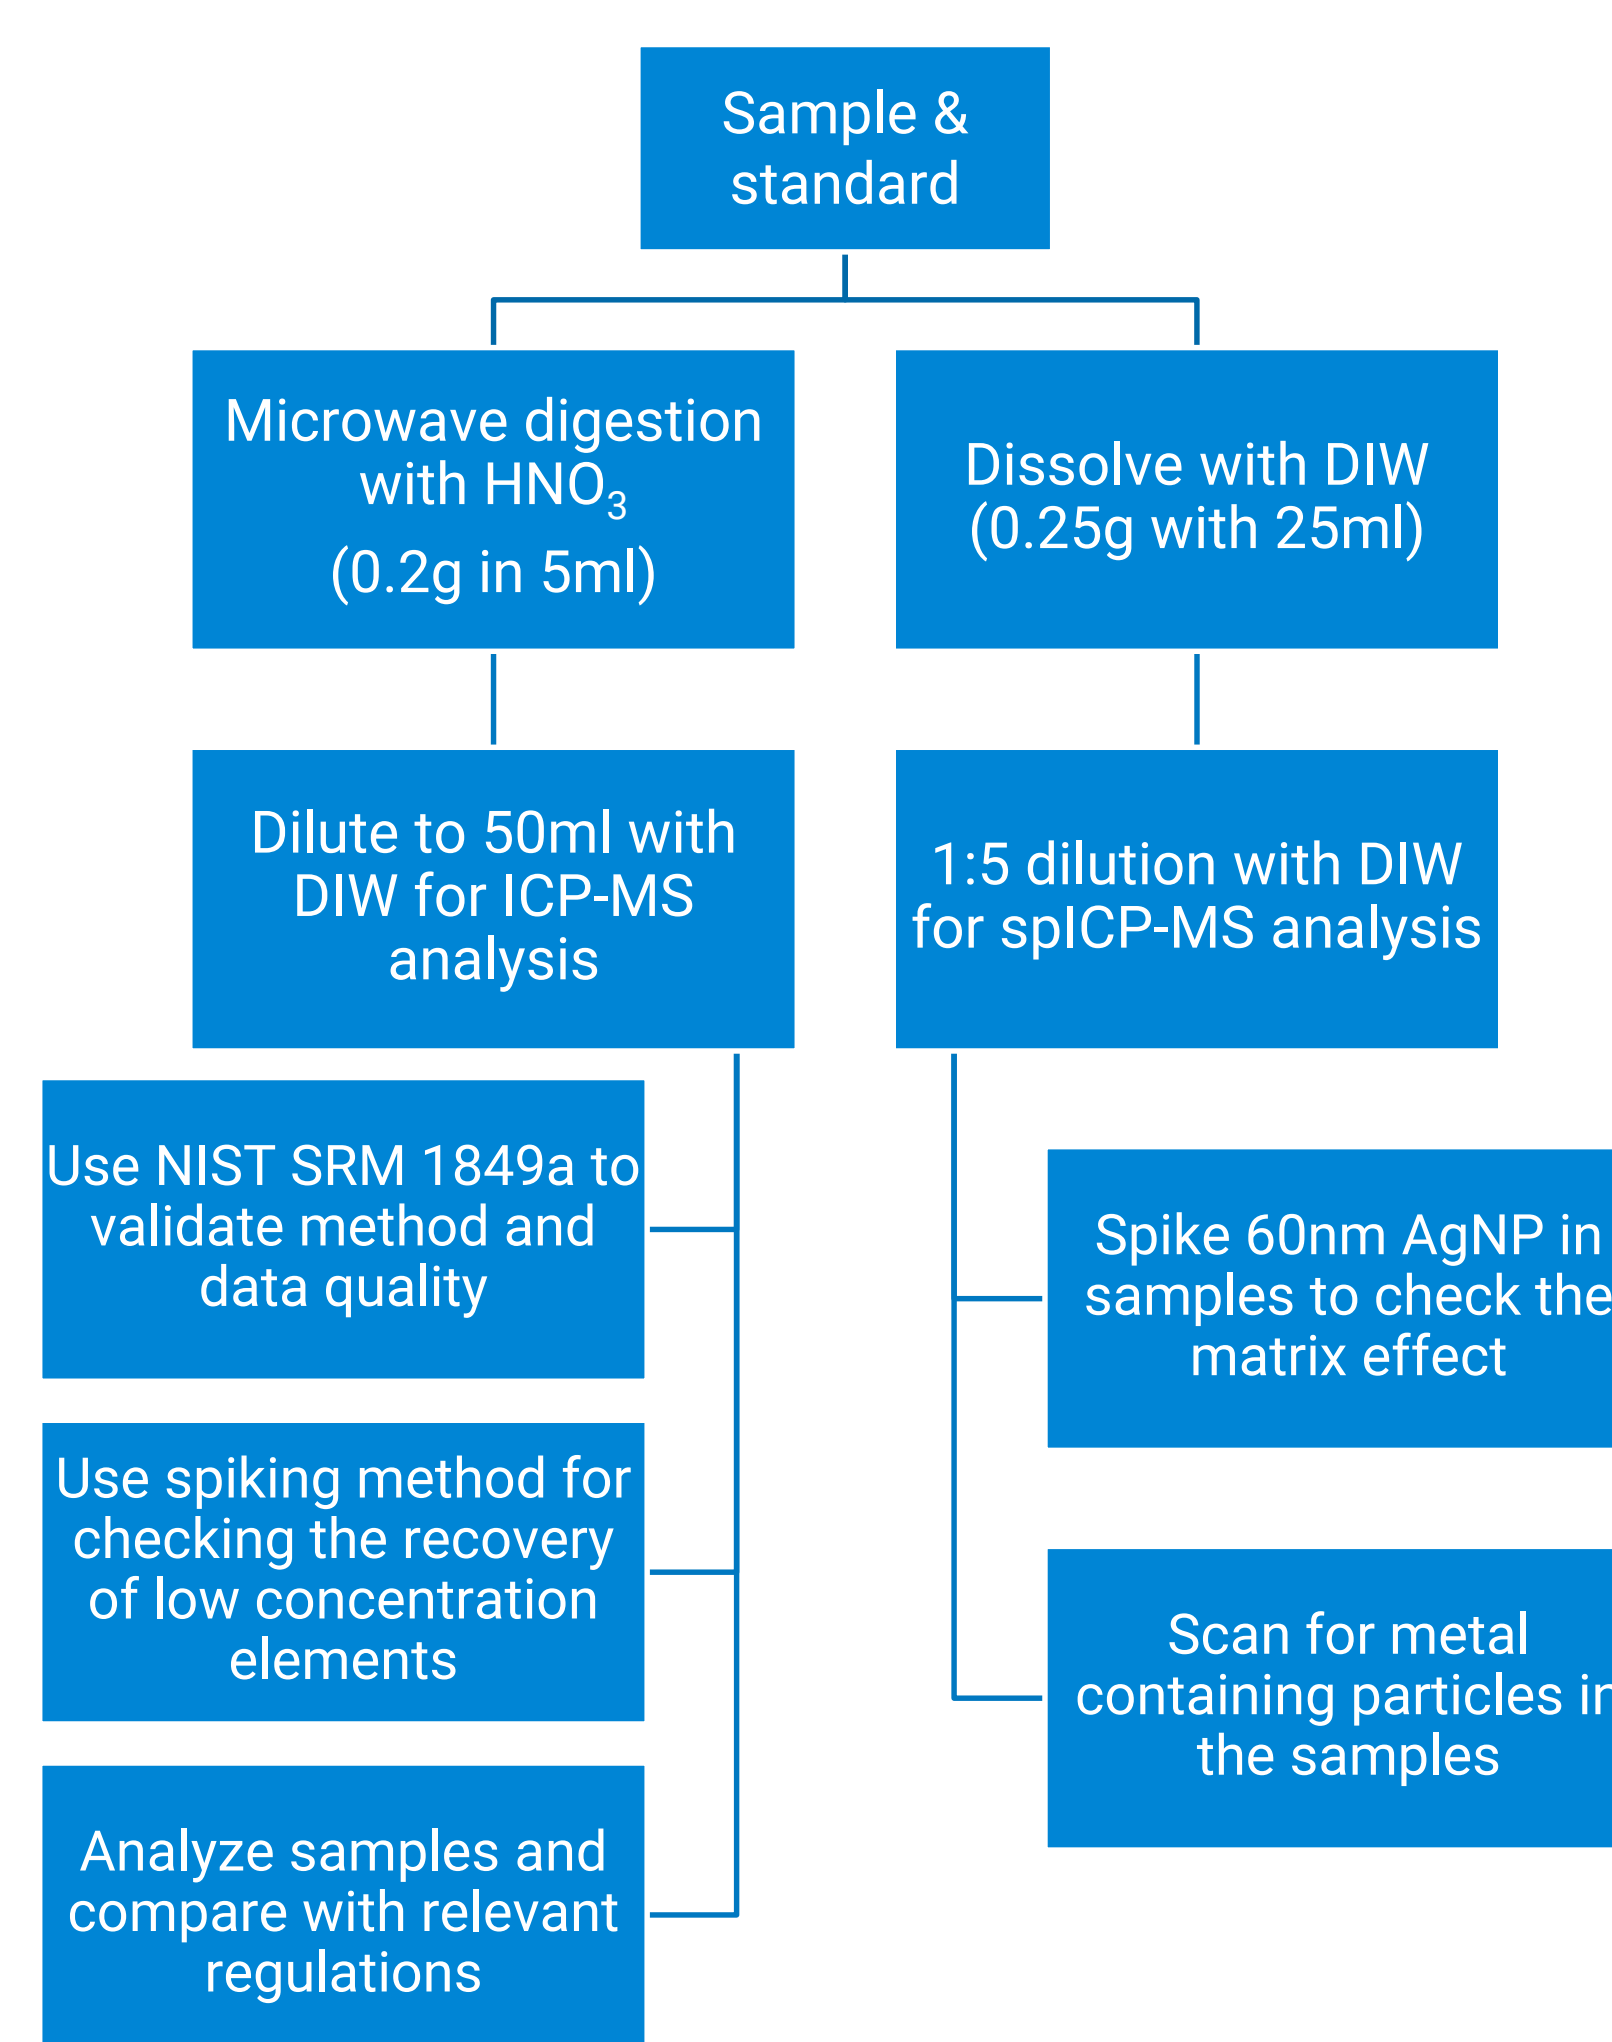 Sample &
standard
Microwave digestion
with HNO₃
(0.2g in 5ml)
Dissolve with DIW
(0.25g with 25ml)
Dilute to 50ml with
DIW for ICP-MS
analysis
1:5 dilution with DIW
for spICP-MS analysis
Use NIST SRM 1849a to
validate method and
data quality
Use spiking method for
checking the recovery
of low concentration
elements
Analyze samples and
compare with relevant
regulations
Spike 60nm AgNP in
samples to check the
matrix effect
Scan for metal
containing particles in
the samples